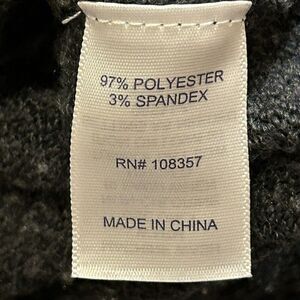 97% POLYESTER
3% SPANDEX
RN# 108357
MADE IN CHINA